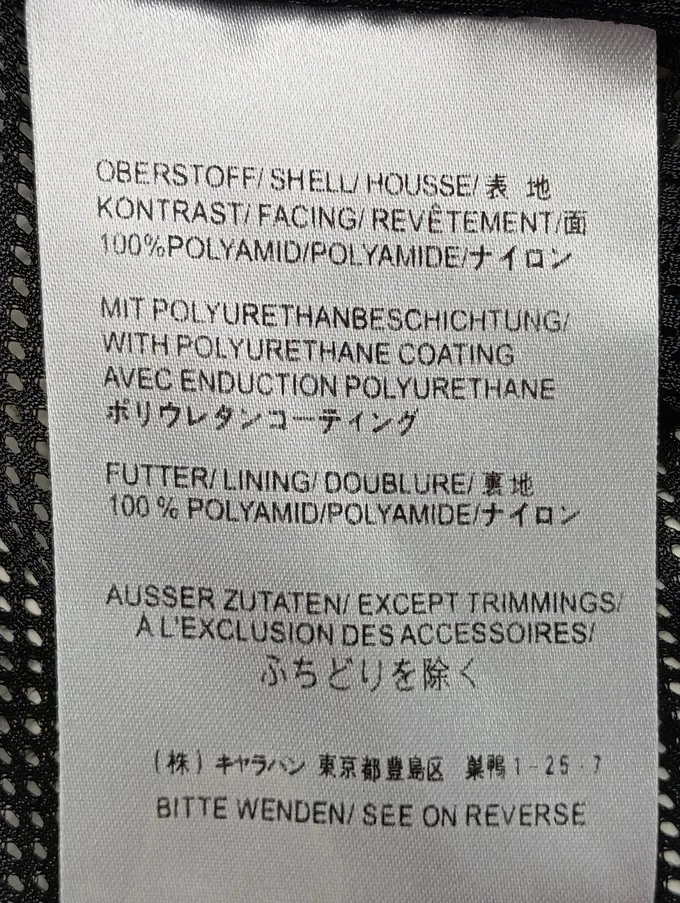 OBERSTOFF/ SHELL/ HOUSSE/ 表 地
KONTRAST/ FACING/ REVÊTEMENT/面
100%POLYAMID/POLYAMIDE/ナイロン
MIT POLYURETHANBESCHICHTUNG/
WITH POLYURETHANE COATING
AVEC ENDUCTION POLYURETHANE
ポリウレタンコーティング
FUTTER/ LINING/ DOUBLURE/ 裏地
100 % POLYAMID/POLYAMIDE/ナイロン
AUSSER ZUTATEN/ EXCEPT TRIMMINGS/
A L'EXCLUSION DES ACCESSOIRES/
ふちどりを除く
(株) キャラバン 東京都豊島区 巣鴨1-25-7
BITTE WENDEN/ SEE ON REVERSE